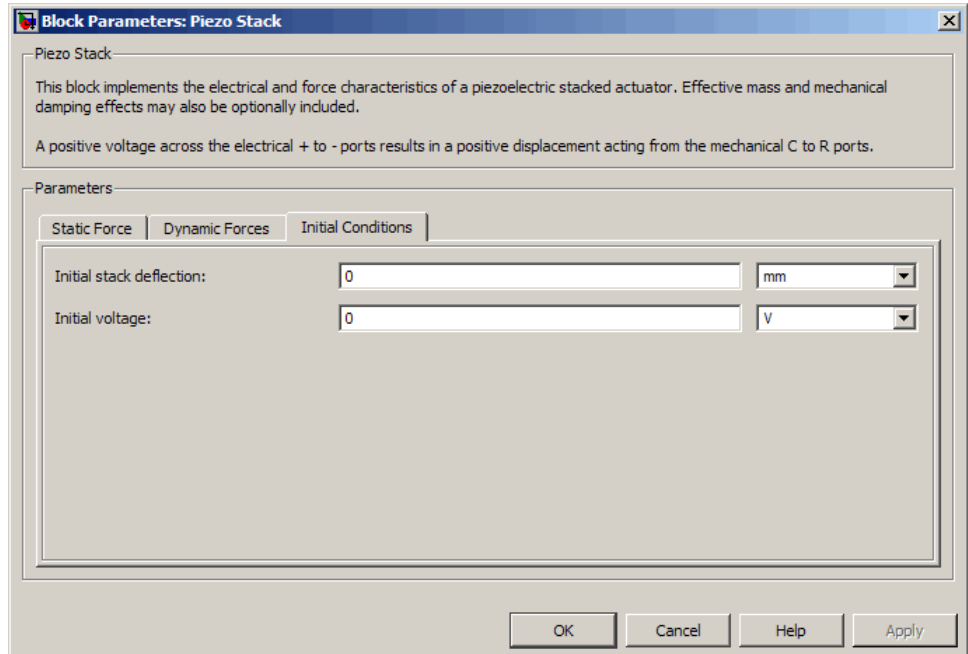 Block Parameters: Piezo Stack
Piezo Stack
This block implements the electrical and force characteristics of a piezoelectric stacked actuator. Effective mass and mechanical
damping effects may also be optionally included.
A positive voltage across the electrical + to - ports results in a positive displacement acting from the mechanical C to R ports.
Parameters
Static Force Dynamic Forces Initial Conditions
Initial stack deflection: 0 mm
Initial voltage: 0 V
OK Cancel Help Apply